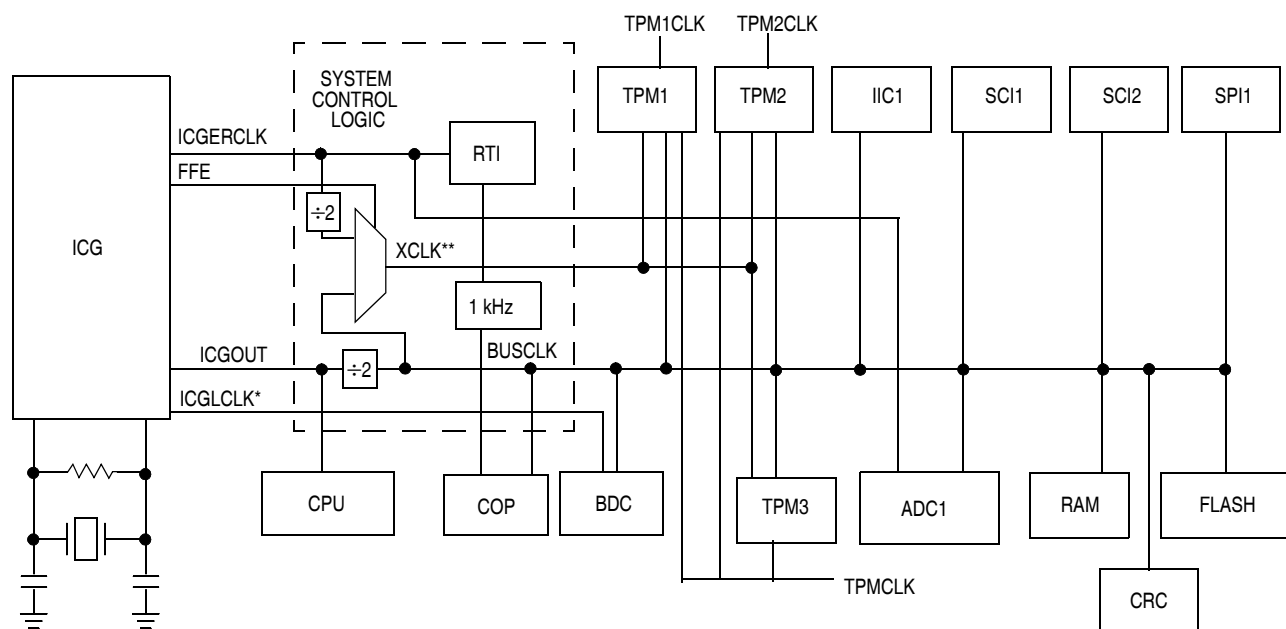 TPM1CLK
TPM2CLK
SYSTEM
CONTROL
LOGIC
TPM1
TPM2
IIC1
SCI1
SCI2
SPI1
ICGERCLK
RTI
FFE
÷2
ICG
XCLK**
1 kHz
ICGOUT
÷2
BUSCLK
ICGLCLK*
CPU
COP
BDC
TPM3
ADC1
RAM
FLASH
TPMCLK
CRC